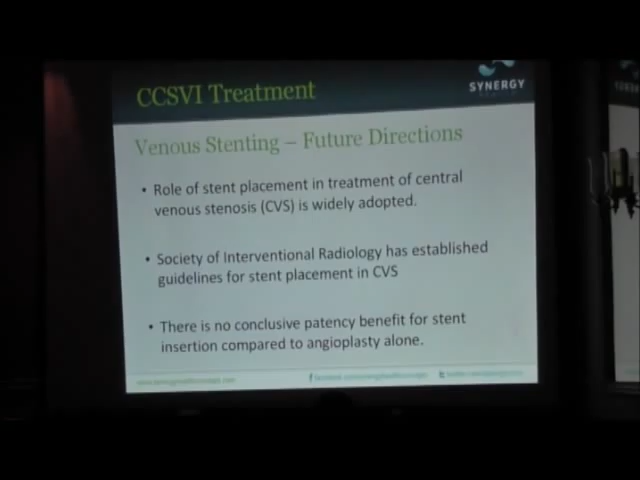 CCSVI Treatment
SYNERGY
Venous Stenting – Future Directions
• Role of stent placement in treatment of central
venous stenosis (CVS) is widely adopted.
• Society of Interventional Radiology has established
guidelines for stent placement in CVS
• There is no conclusive patency benefit for stent
insertion compared to angioplasty alone.